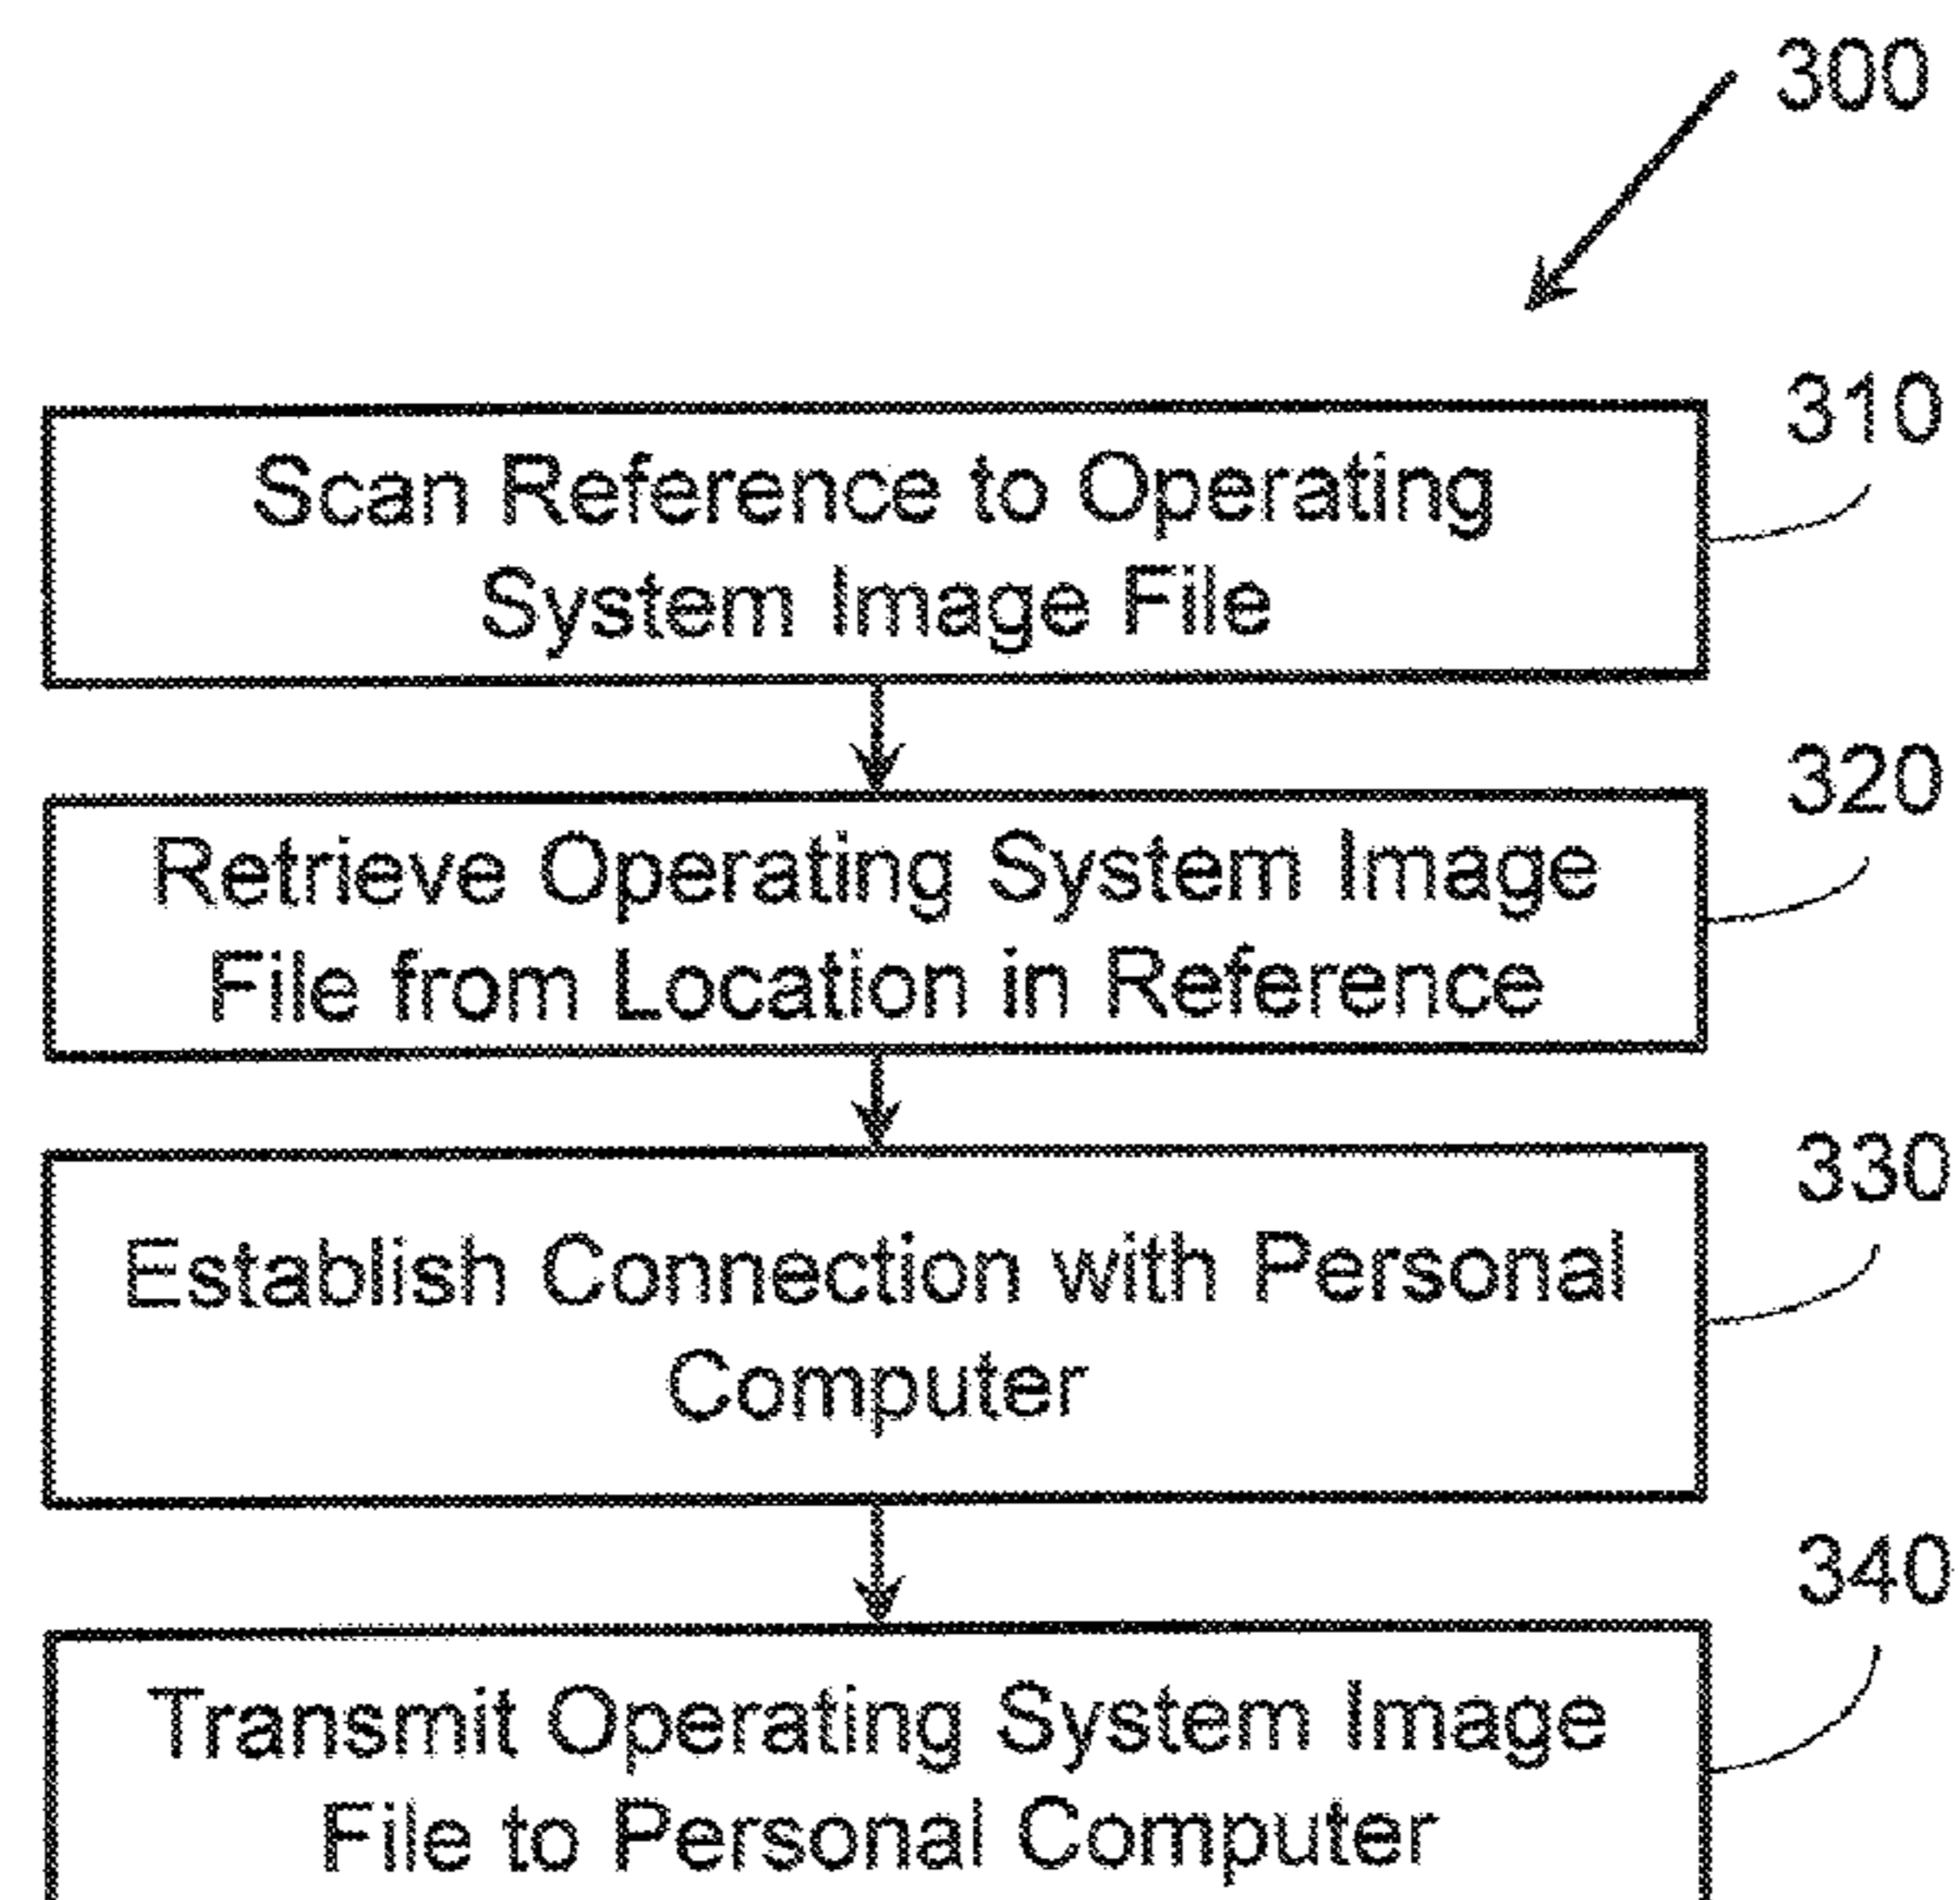 300
310
Scan Reference to Operating
System Image File
320
Retrieve Operating System Image
File from Location in Reference
330
Establish Connection with Personal
Computer
340
Transmit Operating System Image
File to Personal Computer